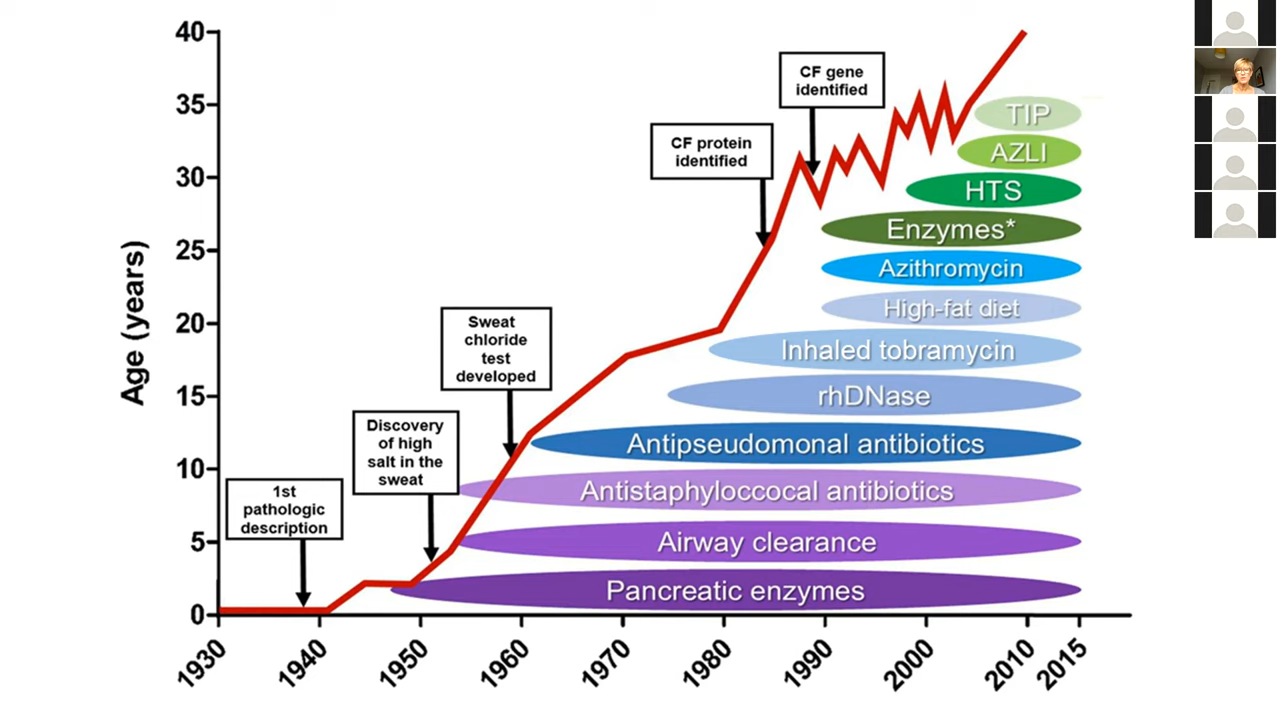 40
35
30
25
20
15
10
5
0
Age (years)
1930
1940
1950
1960
1970
1980
1990
2000
2010
2015
1st
pathologic
description
Discovery
of high
salt in the
sweat
Sweat
chloride
test
developed
CF protein
identified
CF gene
identified
TIP
AZLI
HTS
Enzymes*
Azithromycin
High-fat diet
Inhaled tobramycin
rhDNase
Antipseudomonal antibiotics
Antistaphyloccocal antibiotics
Airway clearance
Pancreatic enzymes